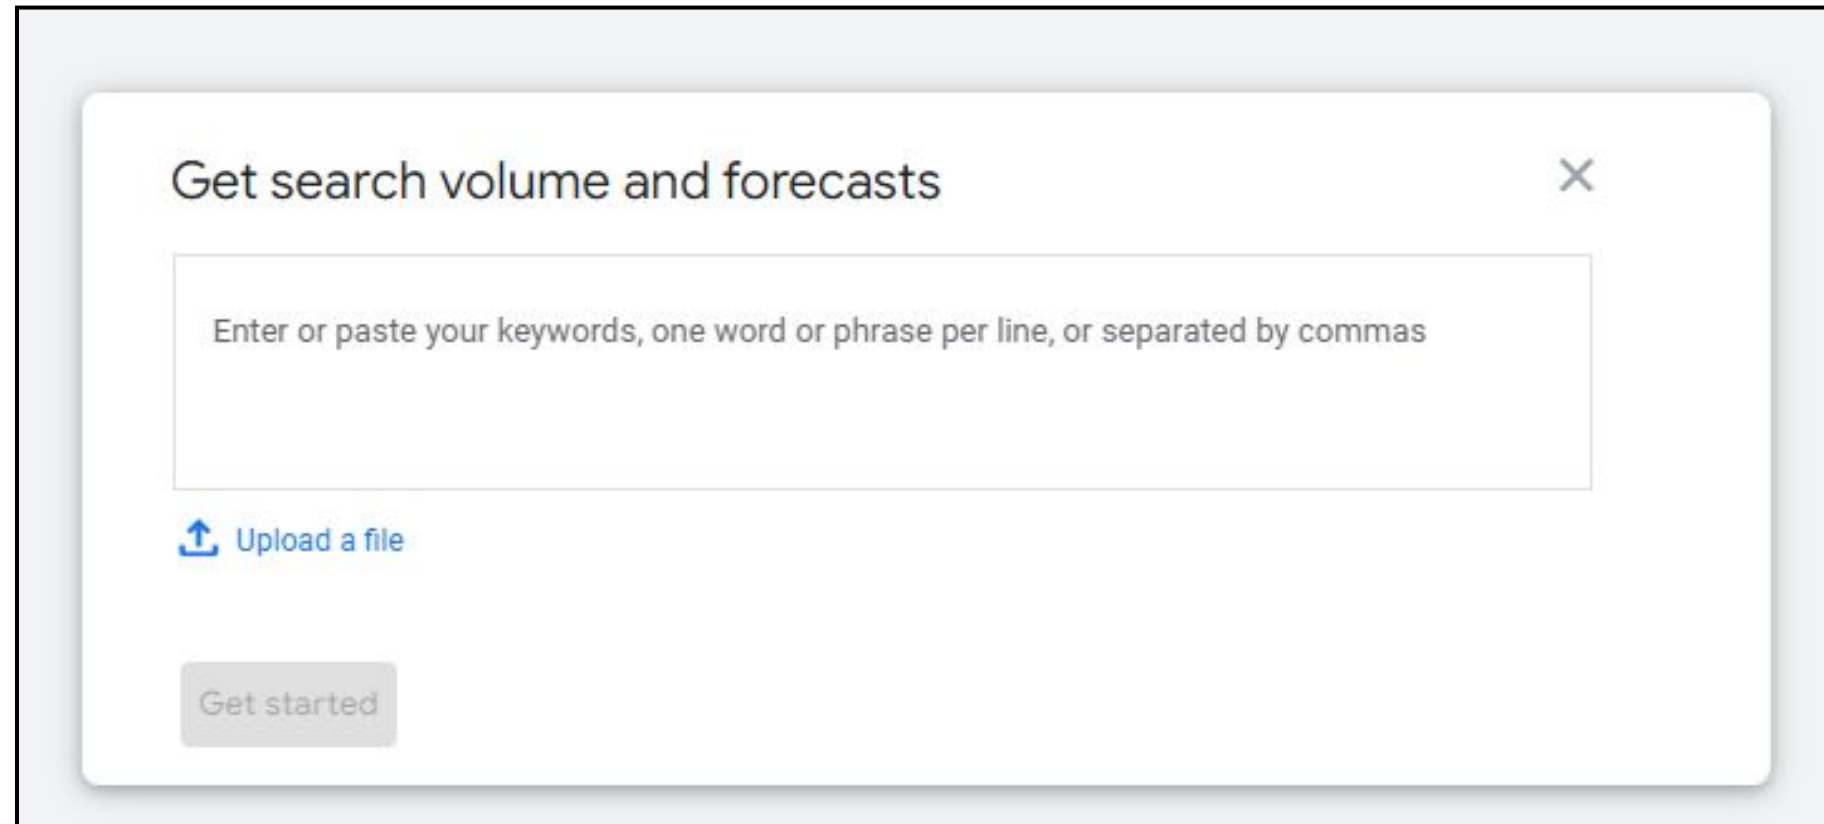 Get search volume and forecasts
Enter or paste your keywords, one word or phrase per line, or separated by commas
Upload a file
Get started